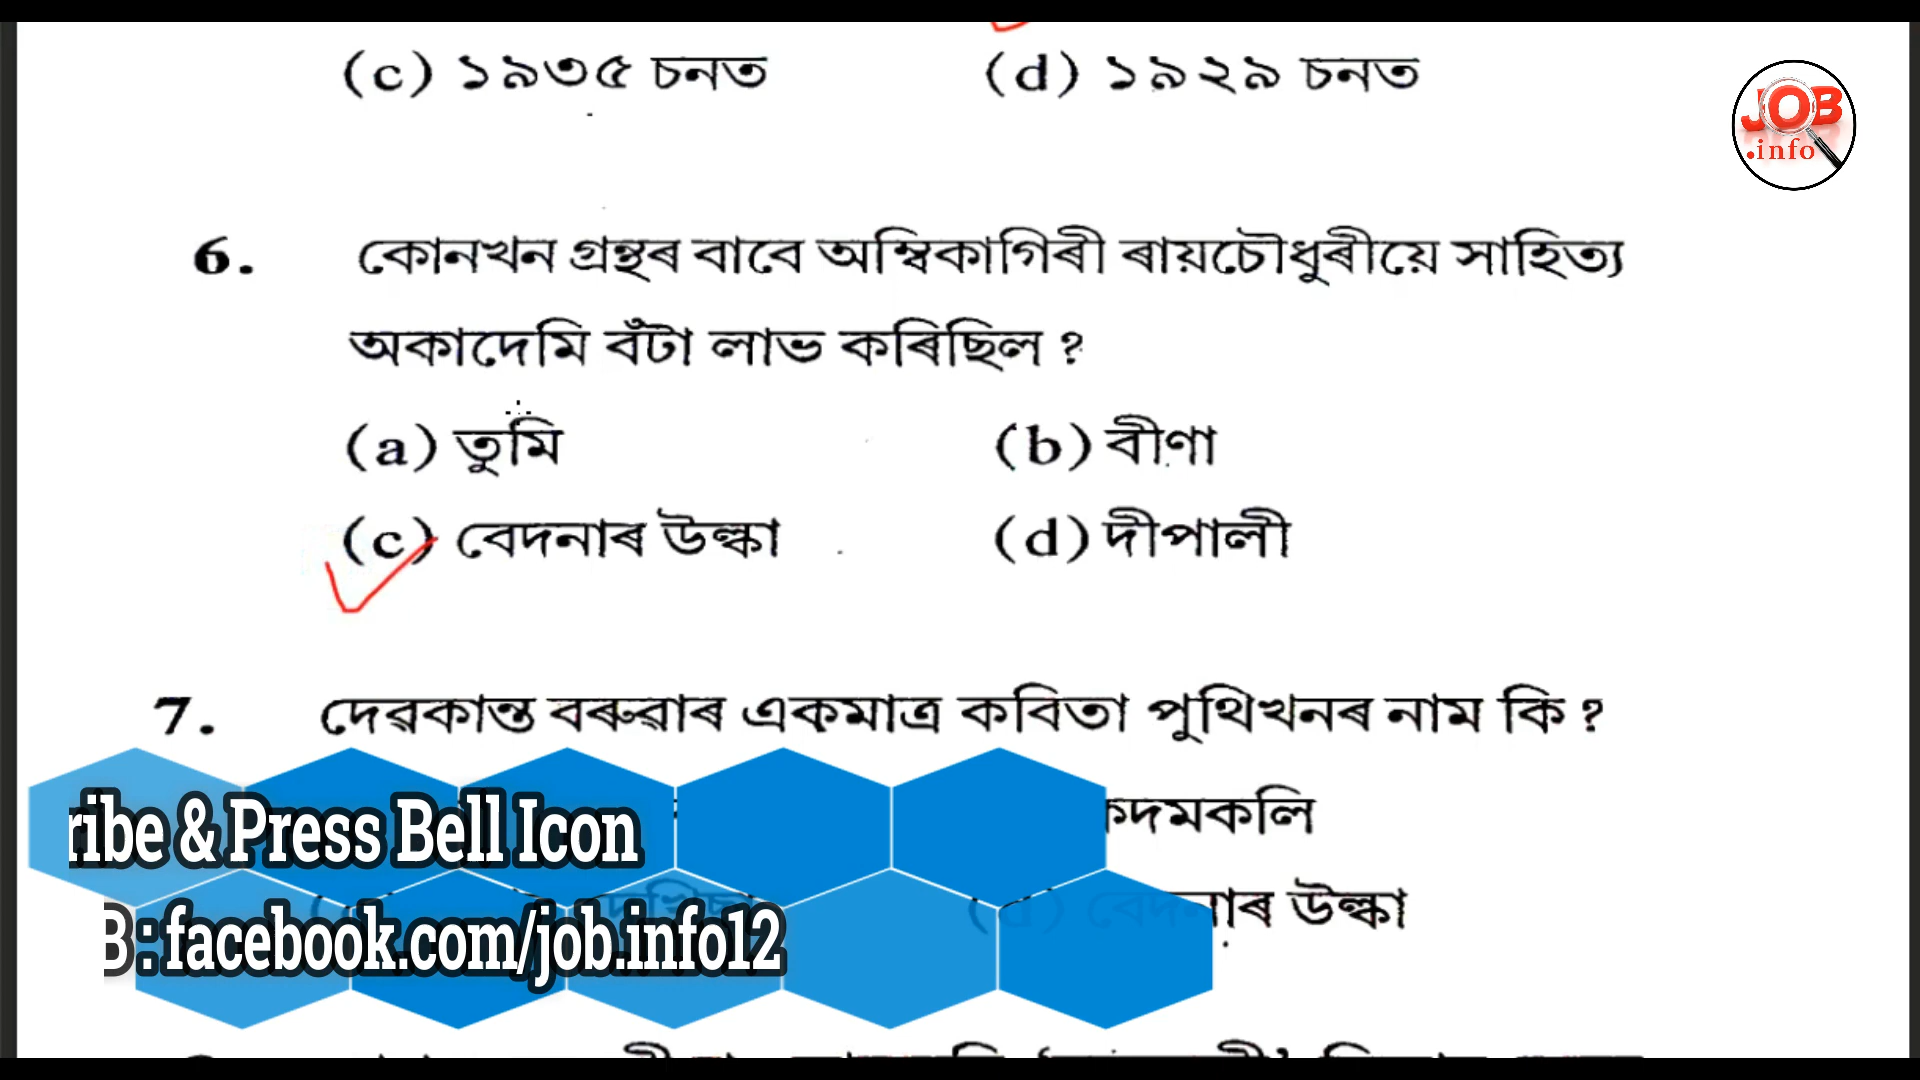 (c) ১৯৩৫ চনত (d) ১৯২৯ চনত
JOB
.info
6. কোনখন গ্ৰন্থৰ বাবে অম্বিকাগিৰী ৰায়চৌধুৰীয়ে সাহিত্য
অকাদেমি বঁটা লাভ কৰিছিল ?
(a) তুমি (b) বীণা
(c) বেদনাৰ উল্কা (d) দীপালী
7. দেৱকান্ত বৰুৱাৰ একমাত্ৰ কবিতা পুথিখনৰ নাম কি ?
কদমকলি
ribe & Press Bell Icon
(d) বেদনাৰ উল্কা
B : facebook.com/job.info12